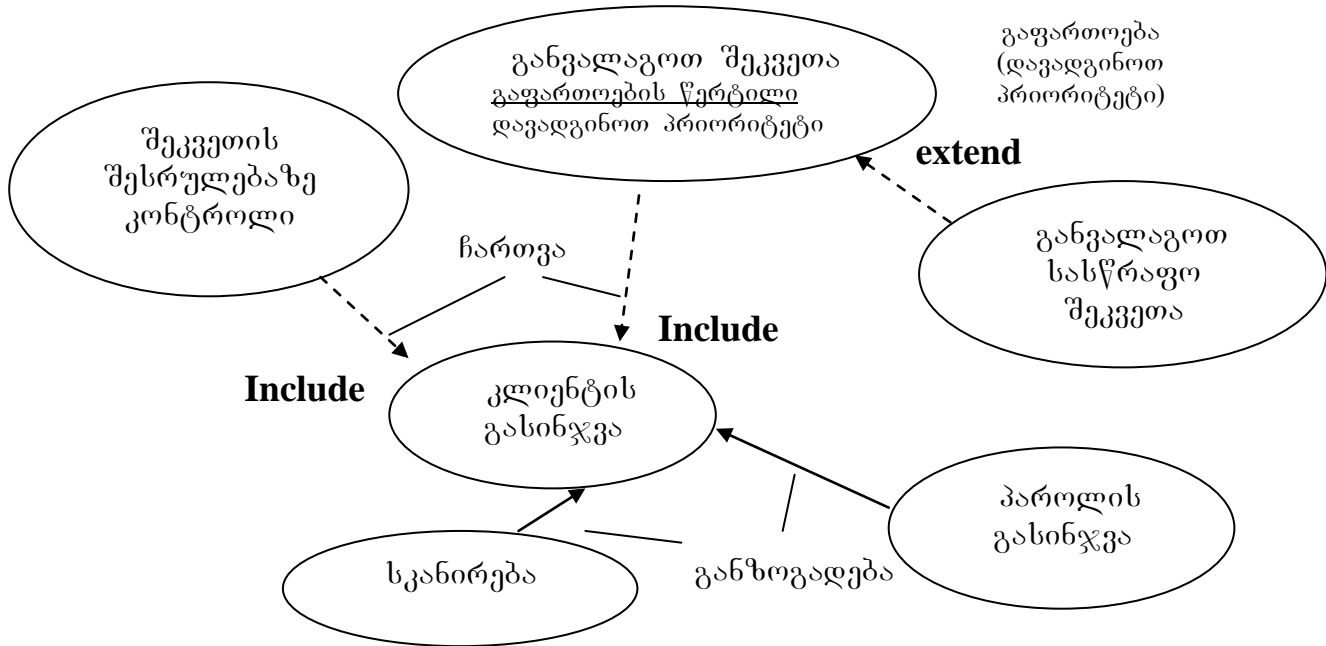 განვალაგოთ შეკვეთა
გაფართოების წერტილი
დავადგინოთ პრიორიტეტი
გაფართოება
(დავადგინოთ
პრიორიტეტი)
შეკვეთის
შესრულებაზე
კონტროლი
extend
განვალაგოთ
სასწრაფო
შეკვეთა
ჩართვა
Include
Include
კლიენტის
გასინჯვა
პაროლის
გასინჯვა
სკანირება
განზოგადება